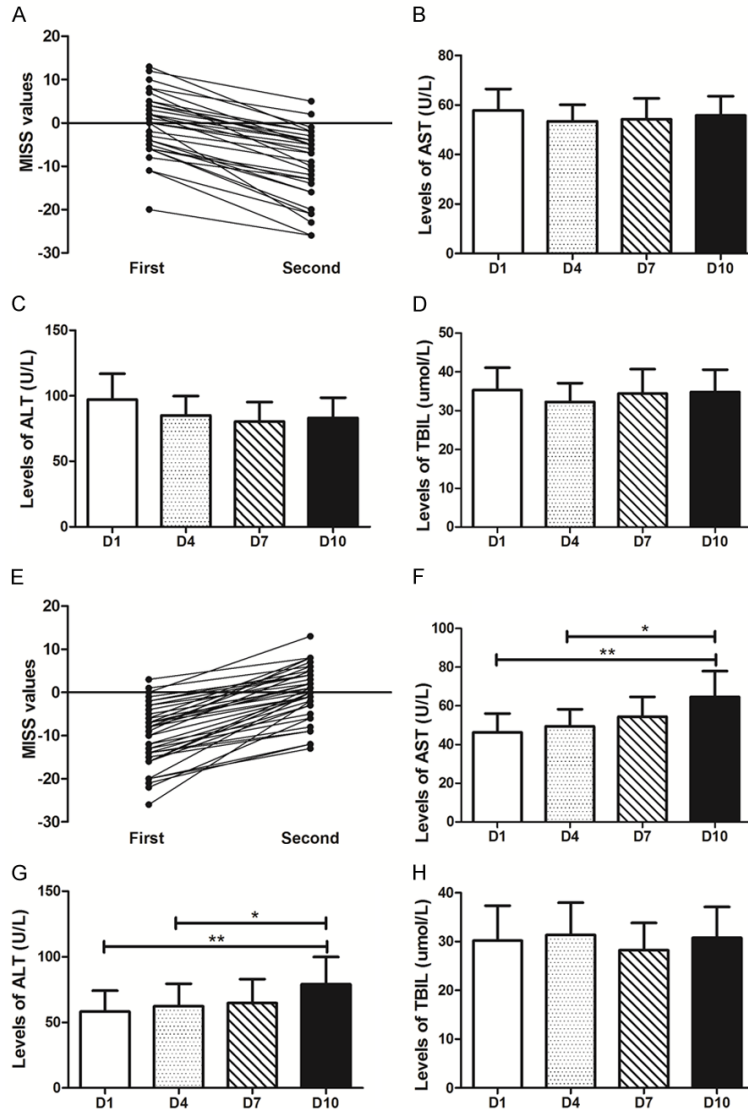 A
MISS values
20
10
0
-10
-20
-30
First Second
B
Levels of AST (U/L)
80
60
40
20
0
D1 D4 D7 D10
C
Levels of ALT (U/L)
150
100
50
0
D1 D4 D7 D10
D
Levels of TBIL (umol/L)
50
40
30
20
10
0
D1 D4 D7 D10
E
MISS values
20
10
0
-10
-20
-30
First Second
F
Levels of AST (U/L)
100
80
60
40
20
0
*
**
D1 D4 D7 D10
G
Levels of ALT (U/L)
150
100
50
0
*
**
D1 D4 D7 D10
H
Levels of TBIL (umol/L)
40
30
20
10
0
D1 D4 D7 D10